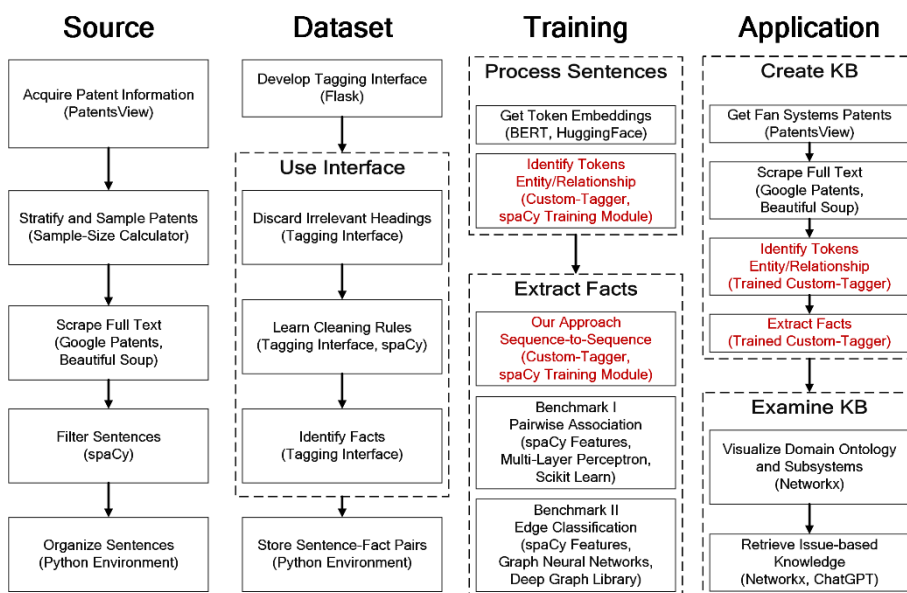 Source
Acquire Patent Information
(PatentsView)
Stratify and Sample Patents
(Sample-Size Calculator)
Scrape Full Text
(Google Patents,
Beautiful Soup)
Filter Sentences
(spaCy)
Organize Sentences
(Python Environment)
Dataset
Develop Tagging Interface
(Flask)
Use Interface
Discard Irrelevant Headings
(Tagging Interface)
Learn Cleaning Rules
(Tagging Interface, spaCy)
Identify Facts
(Tagging Interface)
Store Sentence-Fact Pairs
(Python Environment)
Training
Process Sentences
Get Token Embeddings
(BERT, HuggingFace)
Identify Tokens
Entity/Relationship
(Custom-Tagger,
spaCy Training Module)
Extract Facts
Our Approach
Sequence-to-Sequence
(Custom-Tagger,
spaCy Training Module)
Benchmark I
Pairwise Association
(spaCy Features,
Multi-Layer Perceptron,
Scikit Learn)
Benchmark II
Edge Classification
(spaCy Features,
Graph Neural Networks,
Deep Graph Library)
Application
Create KB
Get Fan Systems Patents
(PatentsView)
Scrape Full Text
(Google Patents,
Beautiful Soup)
Identify Tokens
Entity/Relationship
(Trained Custom-Tagger)
Extract Facts
(Trained Custom-Tagger)
Examine KB
Visualize Domain Ontology
and Subsystems
(Networkx)
Retrieve Issue-based
Knowledge
(Networkx, ChatGPT)